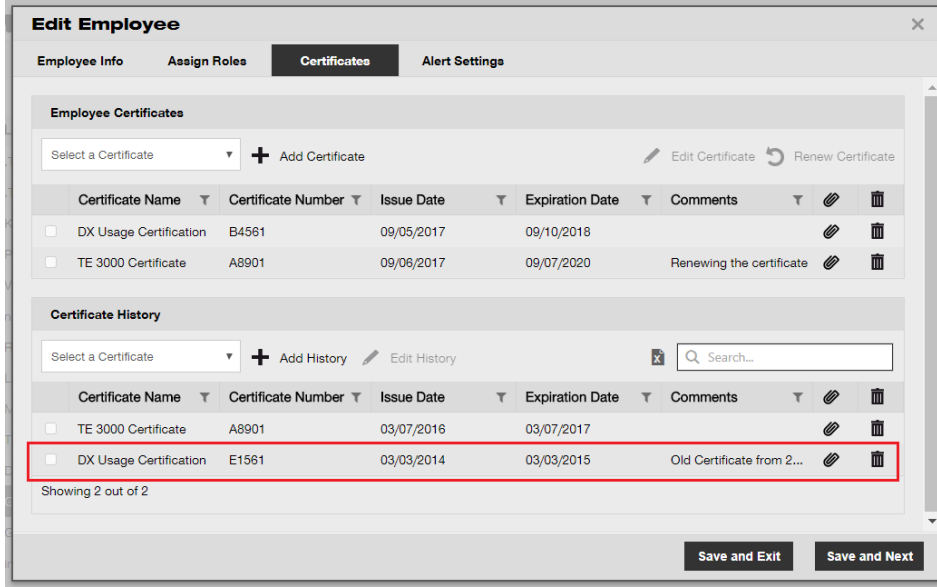 Edit Employee
Employee Info Assign Roles Certificates Alert Settings
Employee Certificates
Select a Certificate Add Certificate Edit Certificate Renew Certificate
Certificate Name Certificate Number Issue Date Expiration Date Comments
DX Usage Certification B4561 09/05/2017 09/10/2018
TE 3000 Certificate A8901 09/06/2017 09/07/2020 Renewing the certificate
Certificate History
Select a Certificate Add History Edit History Search...
Certificate Name Certificate Number Issue Date Expiration Date Comments
TE 3000 Certificate A8901 03/07/2016 03/07/2017
DX Usage Certification E1561 03/03/2014 03/03/2015 Old Certificate from 2...
Showing 2 out of 2
Save and Exit Save and Next